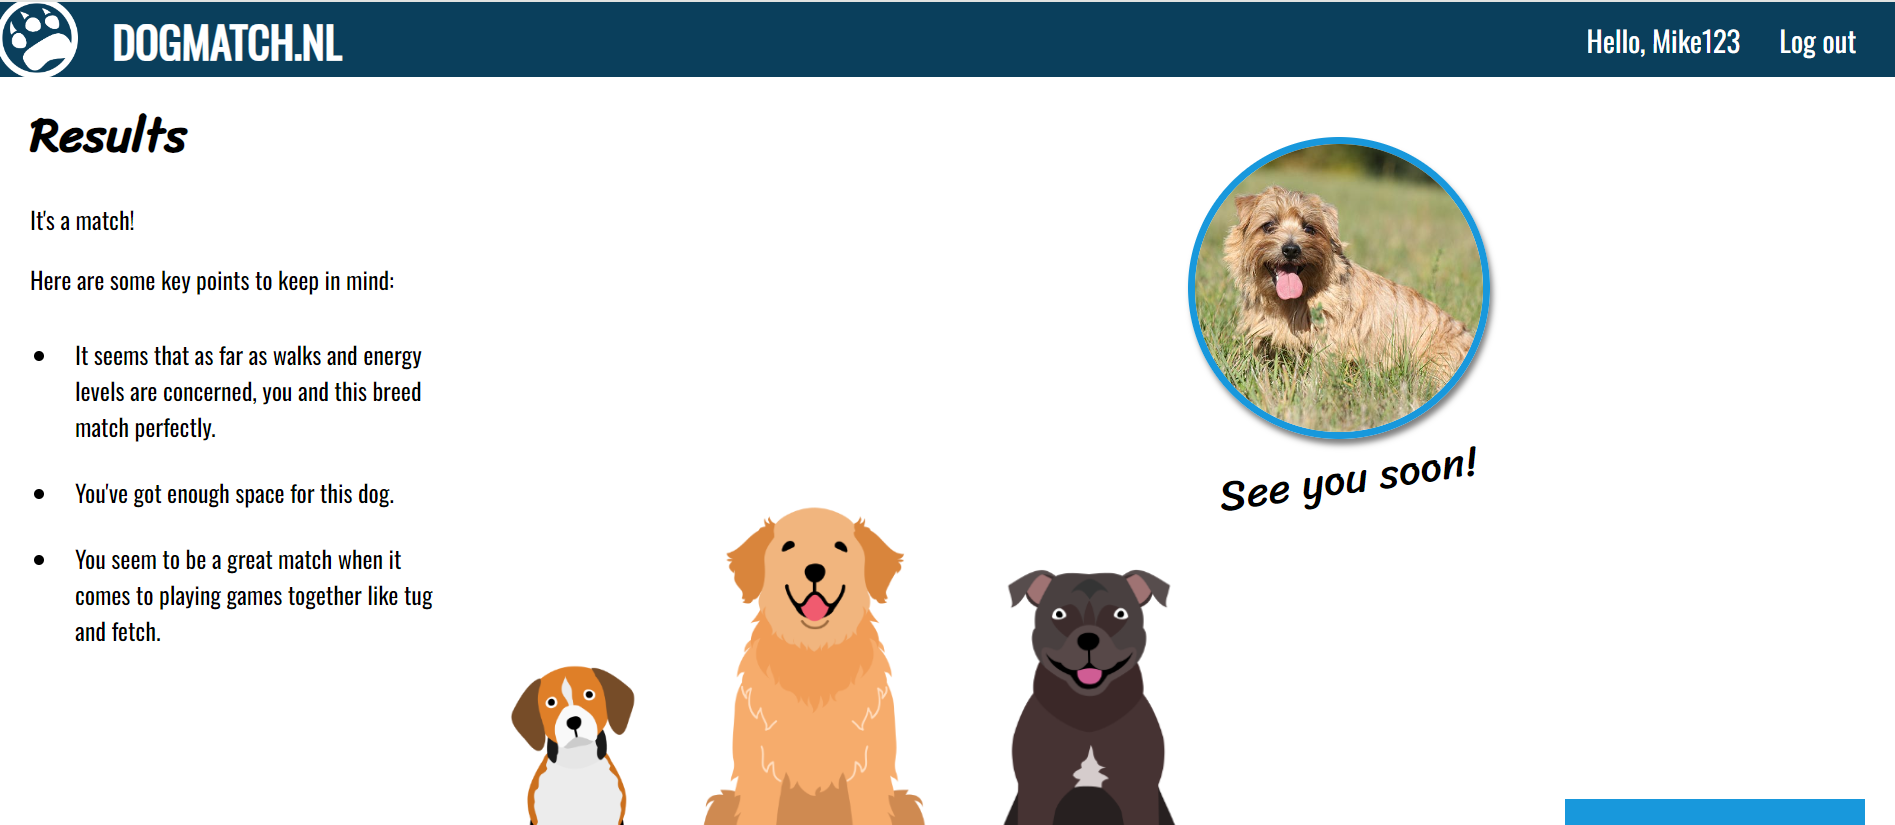 DOGMATCH.NL
Hello, Mike123
Log out
Results
It's a match!
Here are some key points to keep in mind:
It seems that as far as walks and energy
levels are concerned, you and this breed
match perfectly.
You've got enough space for this dog.
You seem to be a great match when it
comes to playing games together like tug
and fetch.
See you soon!